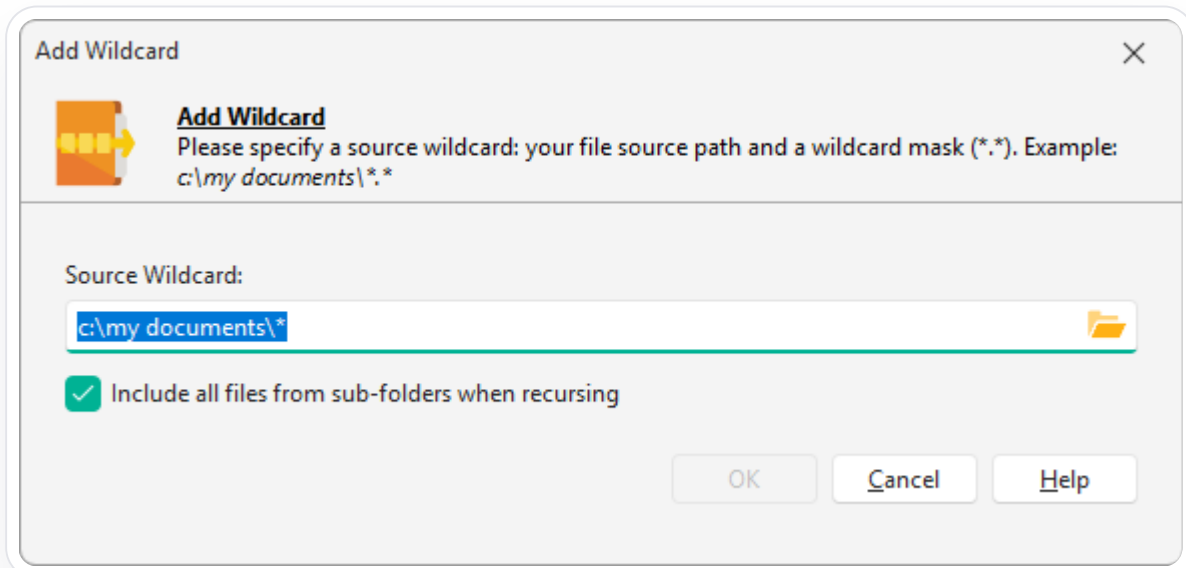 Add Wildcard
Add Wildcard
Please specify a source wildcard: your file source path and a wildcard mask (*.*). Example:
c:\my documents\*.*
Source Wildcard:
c:\my documents\*
Include all files from sub-folders when recursing
OK Cancel Help